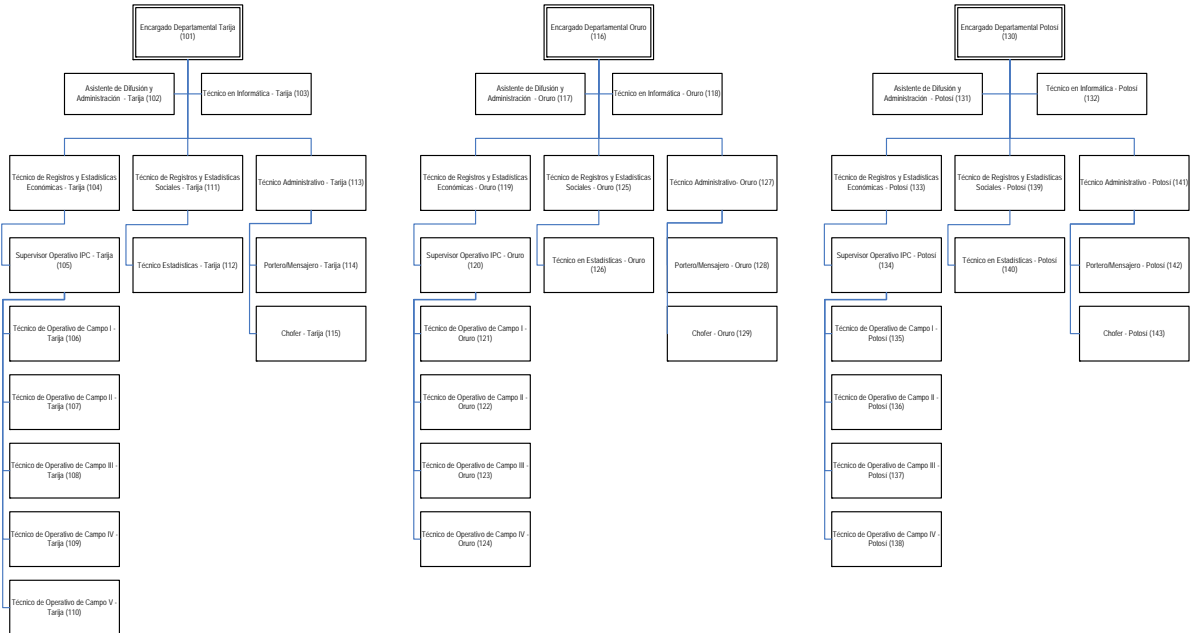 Encargado Departamental Tarija
(101)
Asistente de Difusión y
Administración - Tarija (102)
Técnico en Informática - Tarija (103)
Técnico de Registros y Estadísticas
Económicas - Tarija (104)
Técnico de Registros y Estadísticas
Sociales - Tarija (111)
Técnico Administrativo - Tarija (113)
Supervisor Operativo IPC - Tarija
(105)
Técnico Estadísticas - Tarija (112)
Portero/Mensajero - Tarija (114)
Técnico de Operativo de Campo I -
Tarija (106)
Chofer - Tarija (115)
Técnico de Operativo de Campo II -
Tarija (107)
Técnico de Operativo de Campo III -
Tarija (108)
Técnico de Operativo de Campo IV -
Tarija (109)
Técnico de Operativo de Campo V -
Tarija (110)
Encargado Departamental Oruro
(116)
Asistente de Difusión y
Administración - Oruro (117)
Técnico en Informática - Oruro (118)
Técnico de Registros y Estadísticas
Económicas - Oruro (119)
Técnico de Registros y Estadísticas
Sociales - Oruro (125)
Técnico Administrativo- Oruro (127)
Supervisor Operativo IPC - Oruro
(120)
Técnico en Estadísticas - Oruro
(126)
Portero/Mensajero - Oruro (128)
Técnico de Operativo de Campo I -
Oruro (121)
Chofer - Oruro (129)
Técnico de Operativo de Campo II -
Oruro (122)
Técnico de Operativo de Campo III -
Oruro (123)
Técnico de Operativo de Campo IV -
Oruro (124)
Encargado Departamental Potosí
(130)
Asistente de Difusión y
Administración - Potosí (131)
Técnico en Informática - Potosí
(132)
Técnico de Registros y Estadísticas
Económicas - Potosí (133)
Técnico de Registros y Estadísticas
Sociales - Potosí (139)
Técnico Administrativo - Potosí (141)
Supervisor Operativo IPC - Potosí
(134)
Técnico en Estadísticas - Potosí
(140)
Portero/Mensajero - Potosí (142)
Técnico de Operativo de Campo I -
Potosí (135)
Chofer - Potosí (143)
Técnico de Operativo de Campo II -
Potosí (136)
Técnico de Operativo de Campo III -
Potosí (137)
Técnico de Operativo de Campo IV -
Potosí (138)